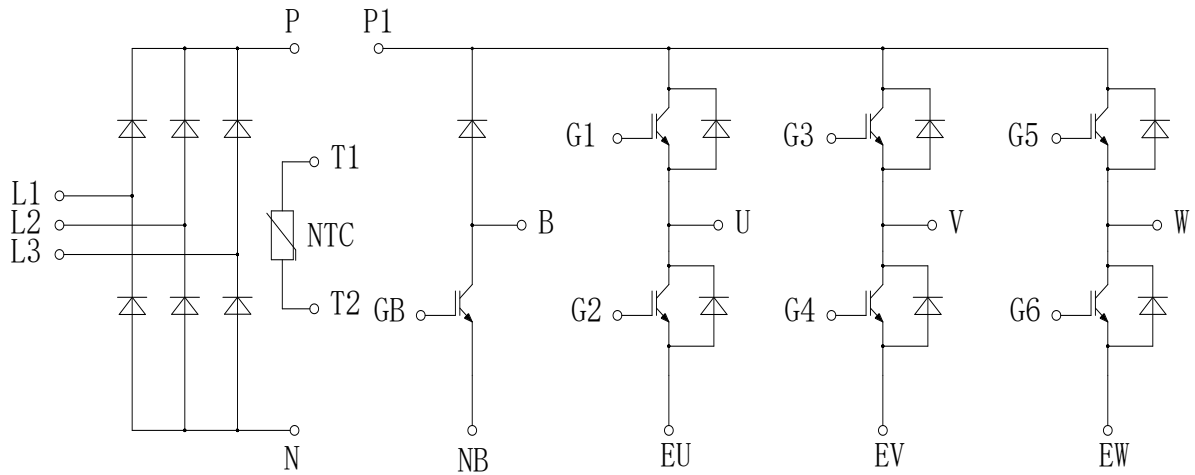 P P1
G1 G3 G5
T1
L1
L2 B U V W
NTC
L3
T2 GB G2 G4 G6
N NB EU EV EW